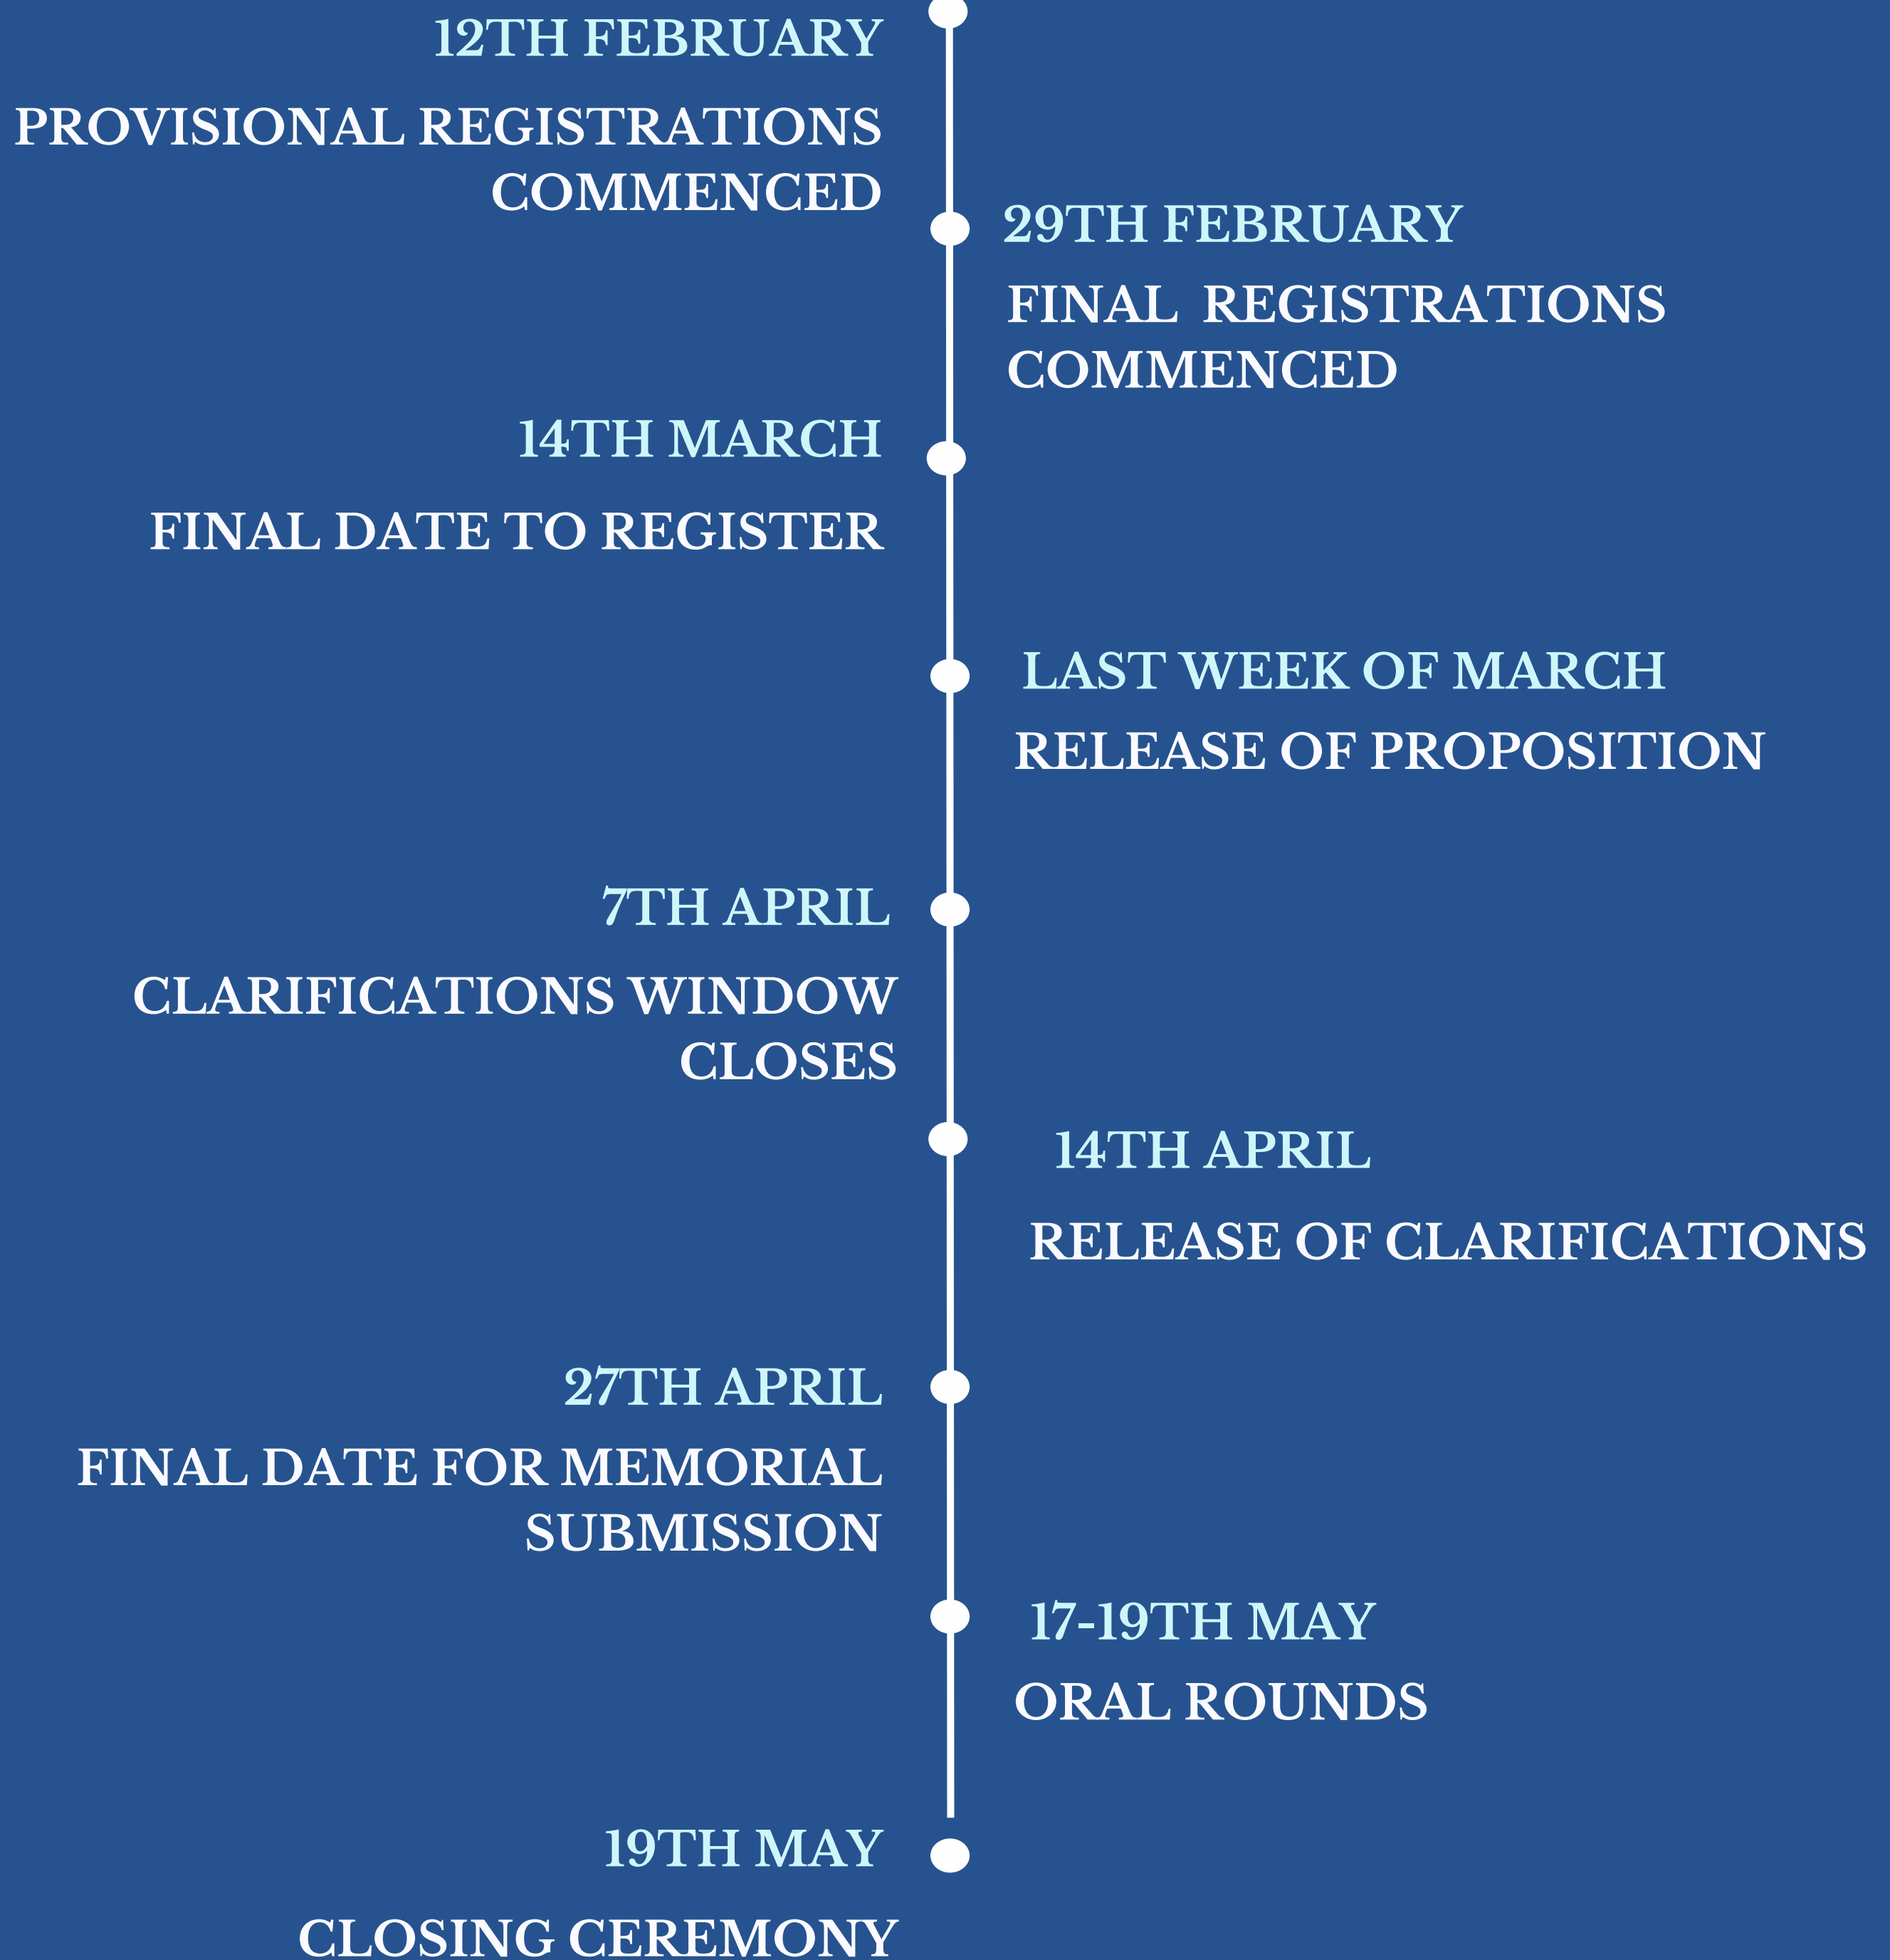 12TH FEBRUARY
PROVISIONAL REGISTRATIONS
COMMENCED
29TH FEBRUARY
FINAL REGISTRATIONS
COMMENCED
14TH MARCH
FINAL DATE TO REGISTER
LAST WEEK OF MARCH
RELEASE OF PROPOSITION
7TH APRIL
CLARIFICATIONS WINDOW
CLOSES
14TH APRIL
RELEASE OF CLARIFICATIONS
27TH APRIL
FINAL DATE FOR MEMORIAL
SUBMISSION
17-19TH MAY
ORAL ROUNDS
19TH MAY
CLOSING CEREMONY